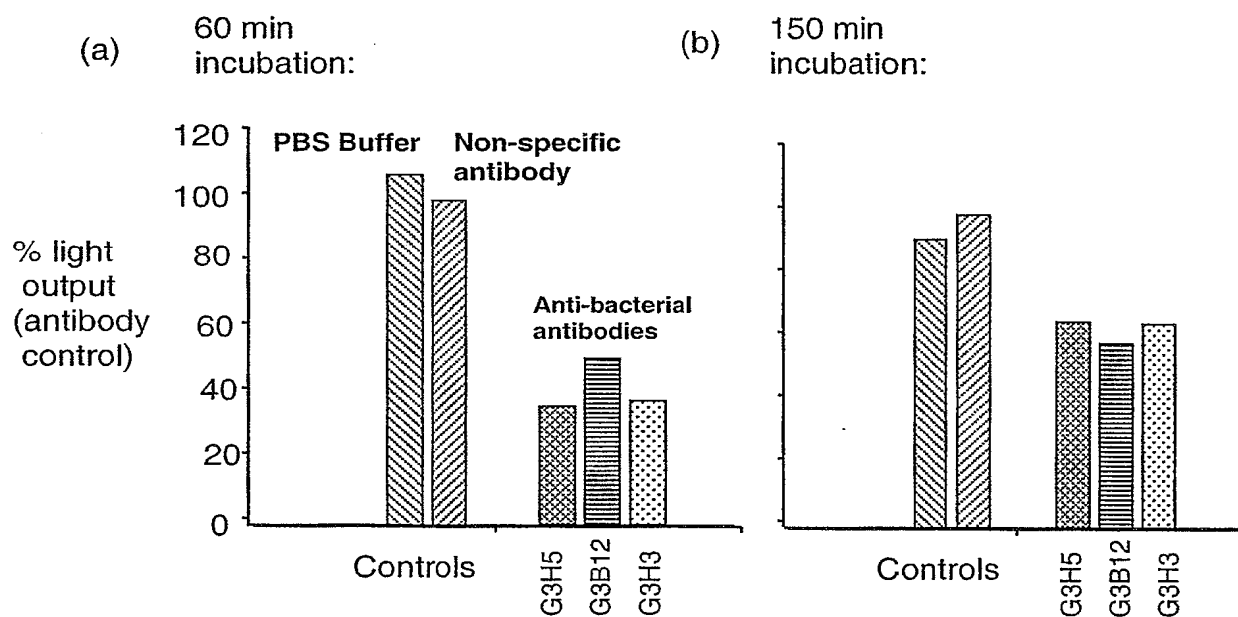 (a)
60 min
incubation:
(b)
150 min
incubation:
% light
output
(antibody
control)
120
100
80
60
40
20
0
PBS Buffer
Non-specific
antibody
Anti-bacterial
antibodies
Controls
G3H5
G3B12
G3H3
Controls
G3H5
G3B12
G3H3